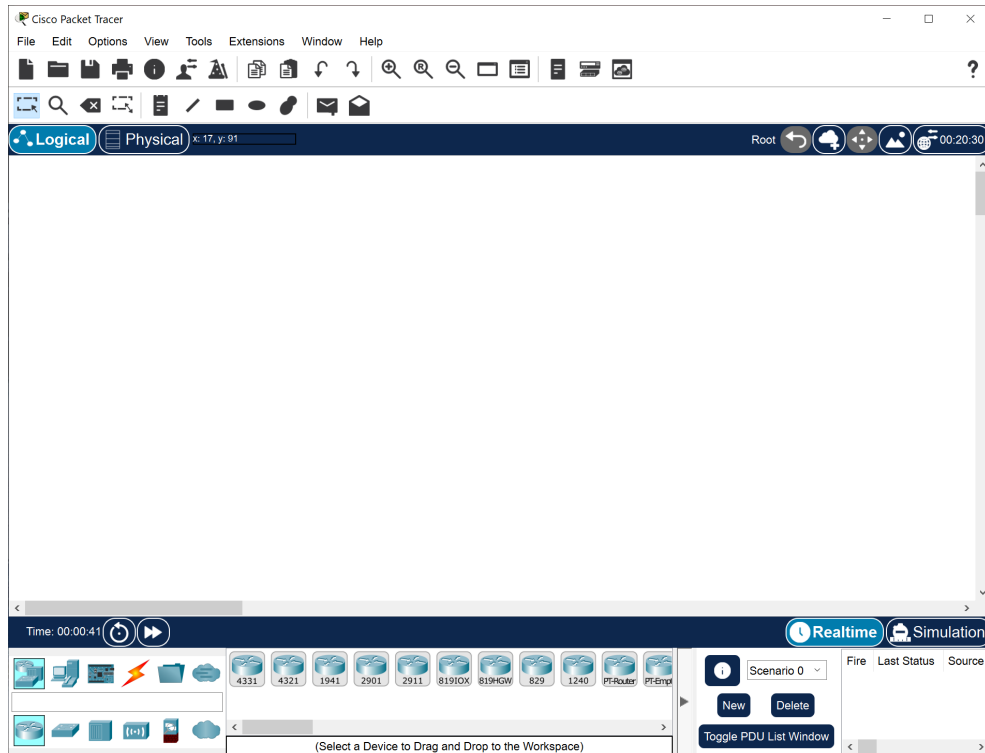 Cisco Packet Tracer
File Edit Options View Tools Extensions Window Help
Logical Physical x: 17, y: 91 Root 00:20:30
Time: 00:00:41 Realtime Simulation
4331 4321 1941 2901 2911 819IOX 819HGW 829 1240 PT-Router PT-Empt
Scenario 0 Fire Last Status Source
New Delete
Toggle PDU List Window
(Select a Device to Drag and Drop to the Workspace)